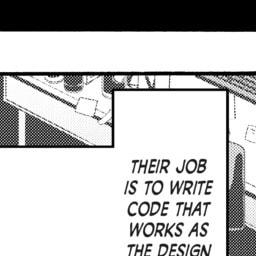 THEIR JOB
IS TO WRITE
CODE THAT
WORKS AS
THE DESIGN